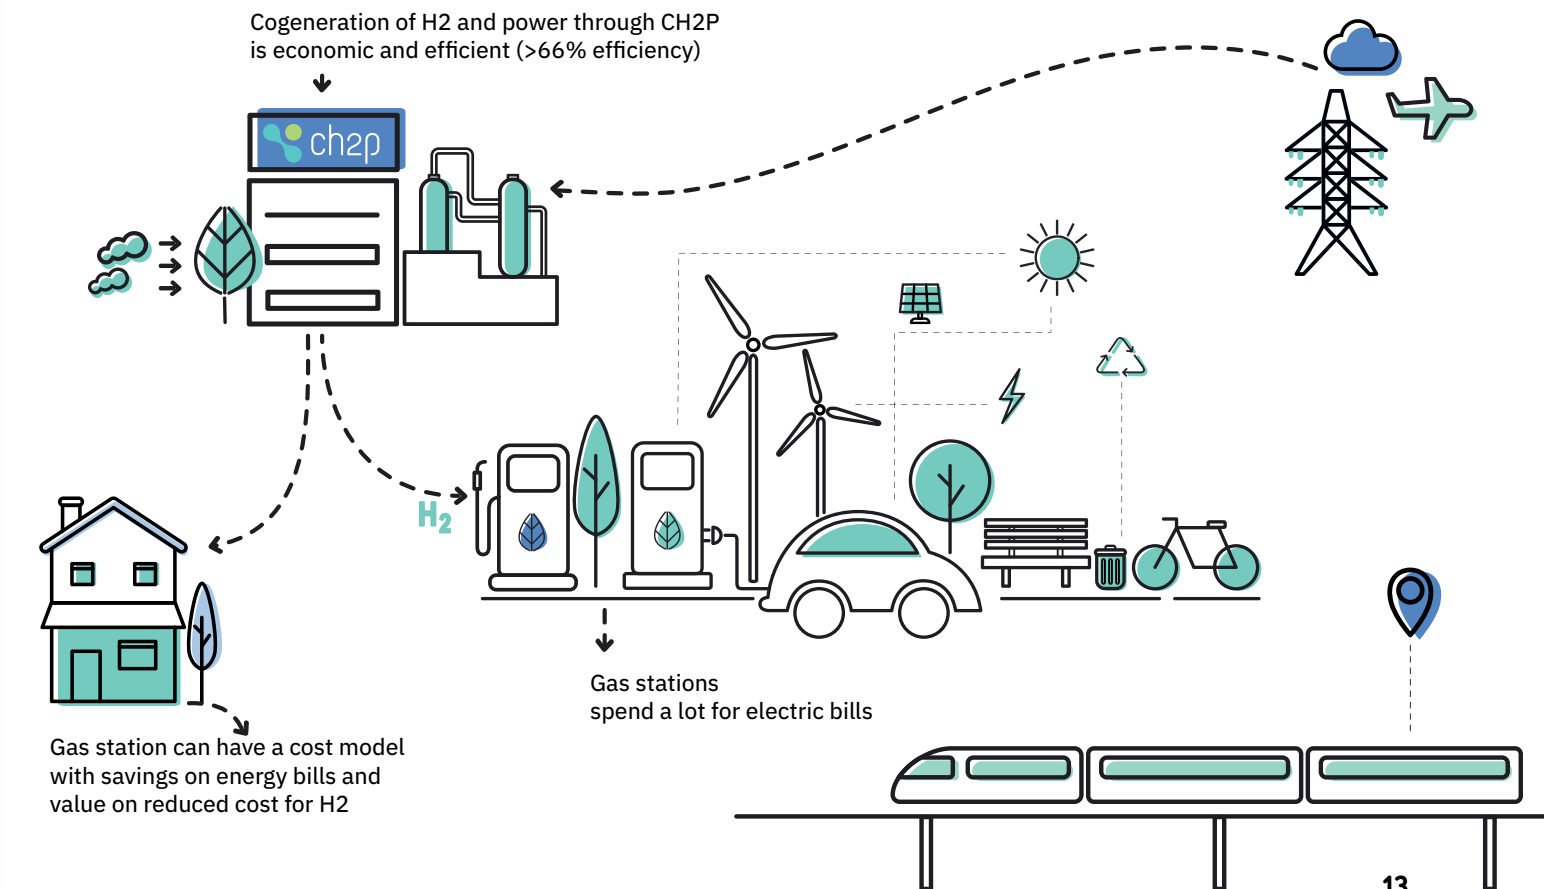 Cogeneration of H2 and power through CH2P
is economic and efficient (>66% efficiency)
ch2p
H2
Gas stations
spend a lot for electric bills
Gas station can have a cost model
with savings on energy bills and
value on reduced cost for H2
13